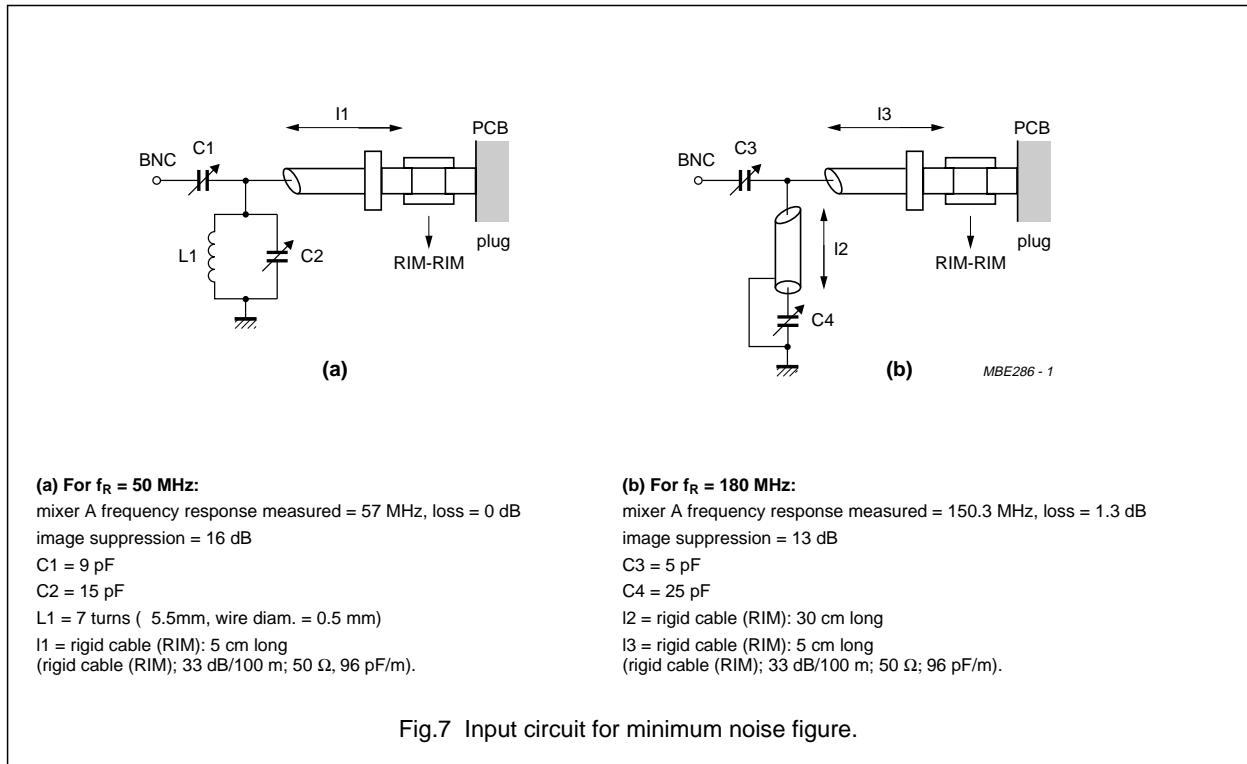 l1
PCB
C1
BNC
L1
C2
plug
RIM-RIM
(a)
l3
PCB
C3
BNC
l2
plug
RIM-RIM
C4
(b)
MBE286 - 1
(a) For fR = 50 MHz:
mixer A frequency response measured = 57 MHz, loss = 0 dB
image suppression = 16 dB
C1 = 9 pF
C2 = 15 pF
L1 = 7 turns ( 5.5mm, wire diam. = 0.5 mm)
l1 = rigid cable (RIM): 5 cm long
(rigid cable (RIM); 33 dB/100 m; 50 Ω, 96 pF/m).
(b) For fR = 180 MHz:
mixer A frequency response measured = 150.3 MHz, loss = 1.3 dB
image suppression = 13 dB
C3 = 5 pF
C4 = 25 pF
l2 = rigid cable (RIM): 30 cm long
l3 = rigid cable (RIM): 5 cm long
(rigid cable (RIM); 33 dB/100 m; 50 Ω; 96 pF/m).
Fig.7 Input circuit for minimum noise figure.